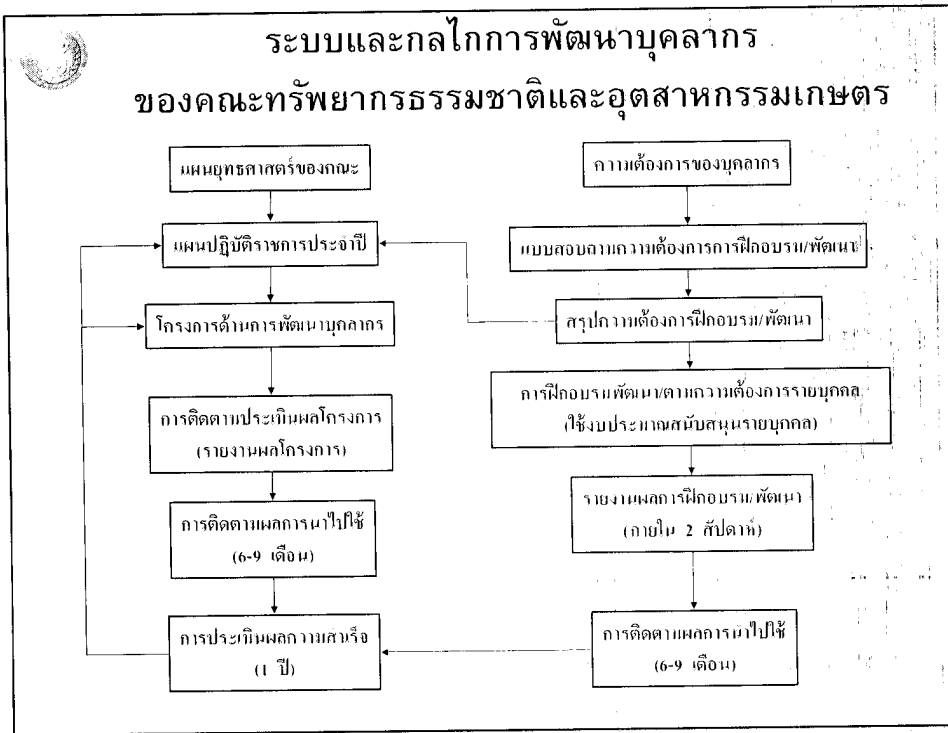 ระบบและกลไกการพัฒนาบุคลากร
ของคณะทรัพยากรธรรมชาติและอุตสาหกรรมเกษตร
แผนยุทธศาสตร์ของคณะ
แผนปฏิบัติราชการประจำปี
โครงการด้านการพัฒนาบุคลากร
การติดตามประเมินผลโครงการ
(รายงานผลโครงการ)
การติดตามผลการนำไปใช้
(6-9 เดือน)
การประเมินผลความสำเร็จ
(1 ปี)
ความต้องการของบุคลากร
แบบสอบถามความต้องการการฝึกอบรม/พัฒนา
สรุปความต้องการฝึกอบรม/พัฒนา
การฝึกอบรมพัฒนา/ตามความต้องการรายบุคคล
(ใช้งบประมาณสนับสนุนรายบุคคล)
รายงานผลการฝึกอบรม/พัฒนา
(ภายใน 2 สัปดาห์)
การติดตามผลการนำไปใช้
(6-9 เดือน)